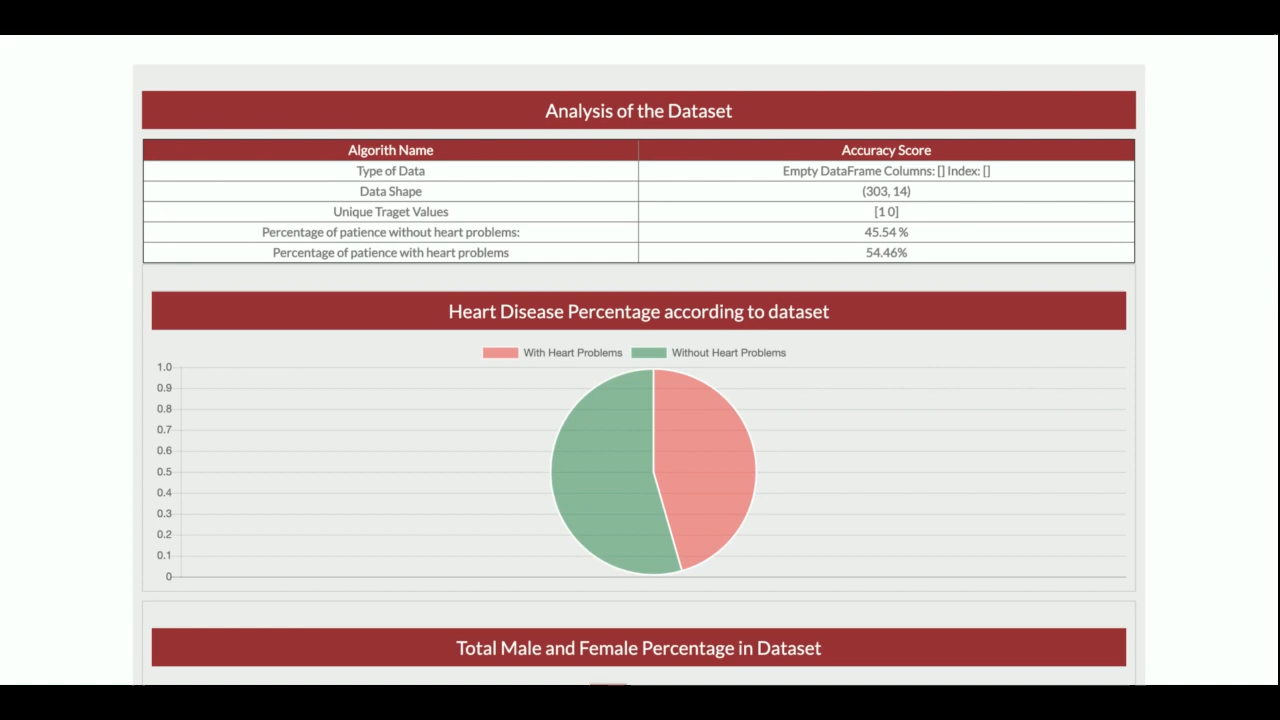 Analysis of the Dataset
Algorith Name Accuracy Score
Type of Data Empty DataFrame Columns: [] Index: []
Data Shape (303, 14)
Unique Traget Values [1 0]
Percentage of patience without heart problems: 45.54 %
Percentage of patience with heart problems 54.46%
Heart Disease Percentage according to dataset
With Heart Problems Without Heart Problems
1.0
0.9
0.8
0.7
0.6
0.5
0.4
0.3
0.2
0.1
0
Total Male and Female Percentage in Dataset